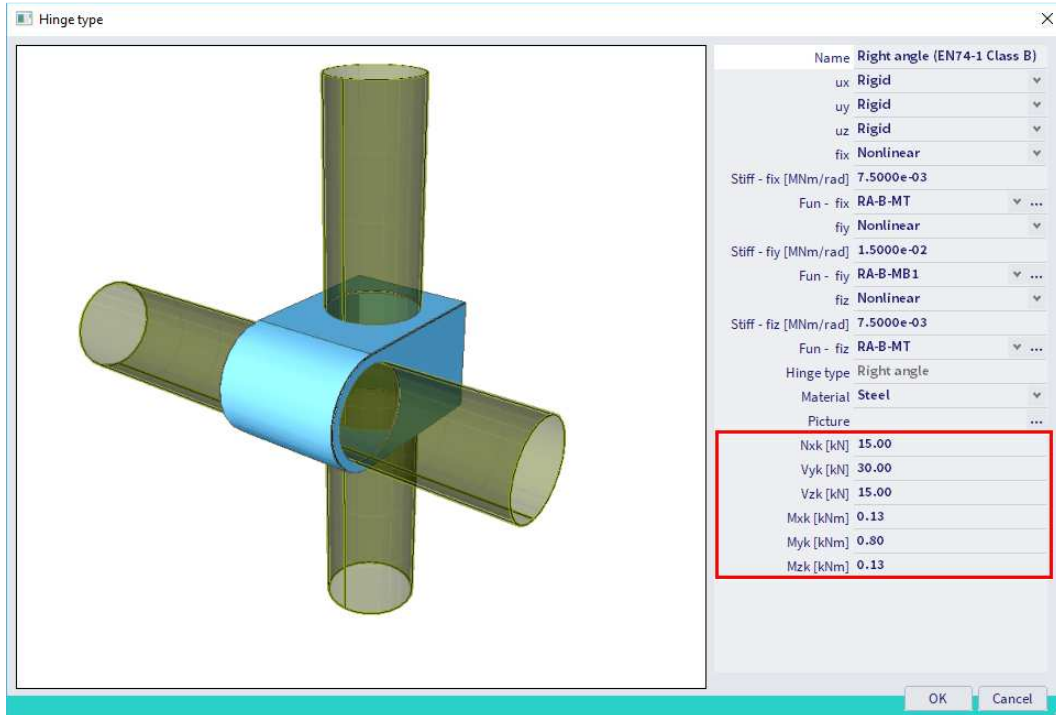 Hinge type
Name Right angle (EN74-1 Class B)
ux Rigid
uy Rigid
uz Rigid
fix Nonlinear
Stiff - fix [MNm/rad] 7.5000e-03
Fun - fix RA-B-MT ...
fiy Nonlinear
Stiff - fiy [MNm/rad] 1.5000e-02
Fun - fiy RA-B-MB1 ...
fiz Nonlinear
Stiff - fiz [MNm/rad] 7.5000e-03
Fun - fiz RA-B-MT ...
Hinge type Right angle
Material Steel
Picture ...
Nxk [kN] 15.00
Vyk [kN] 30.00
Vzk [kN] 15.00
Mxk [kNm] 0.13
Myk [kNm] 0.80
Mzk [kNm] 0.13
OK Cancel